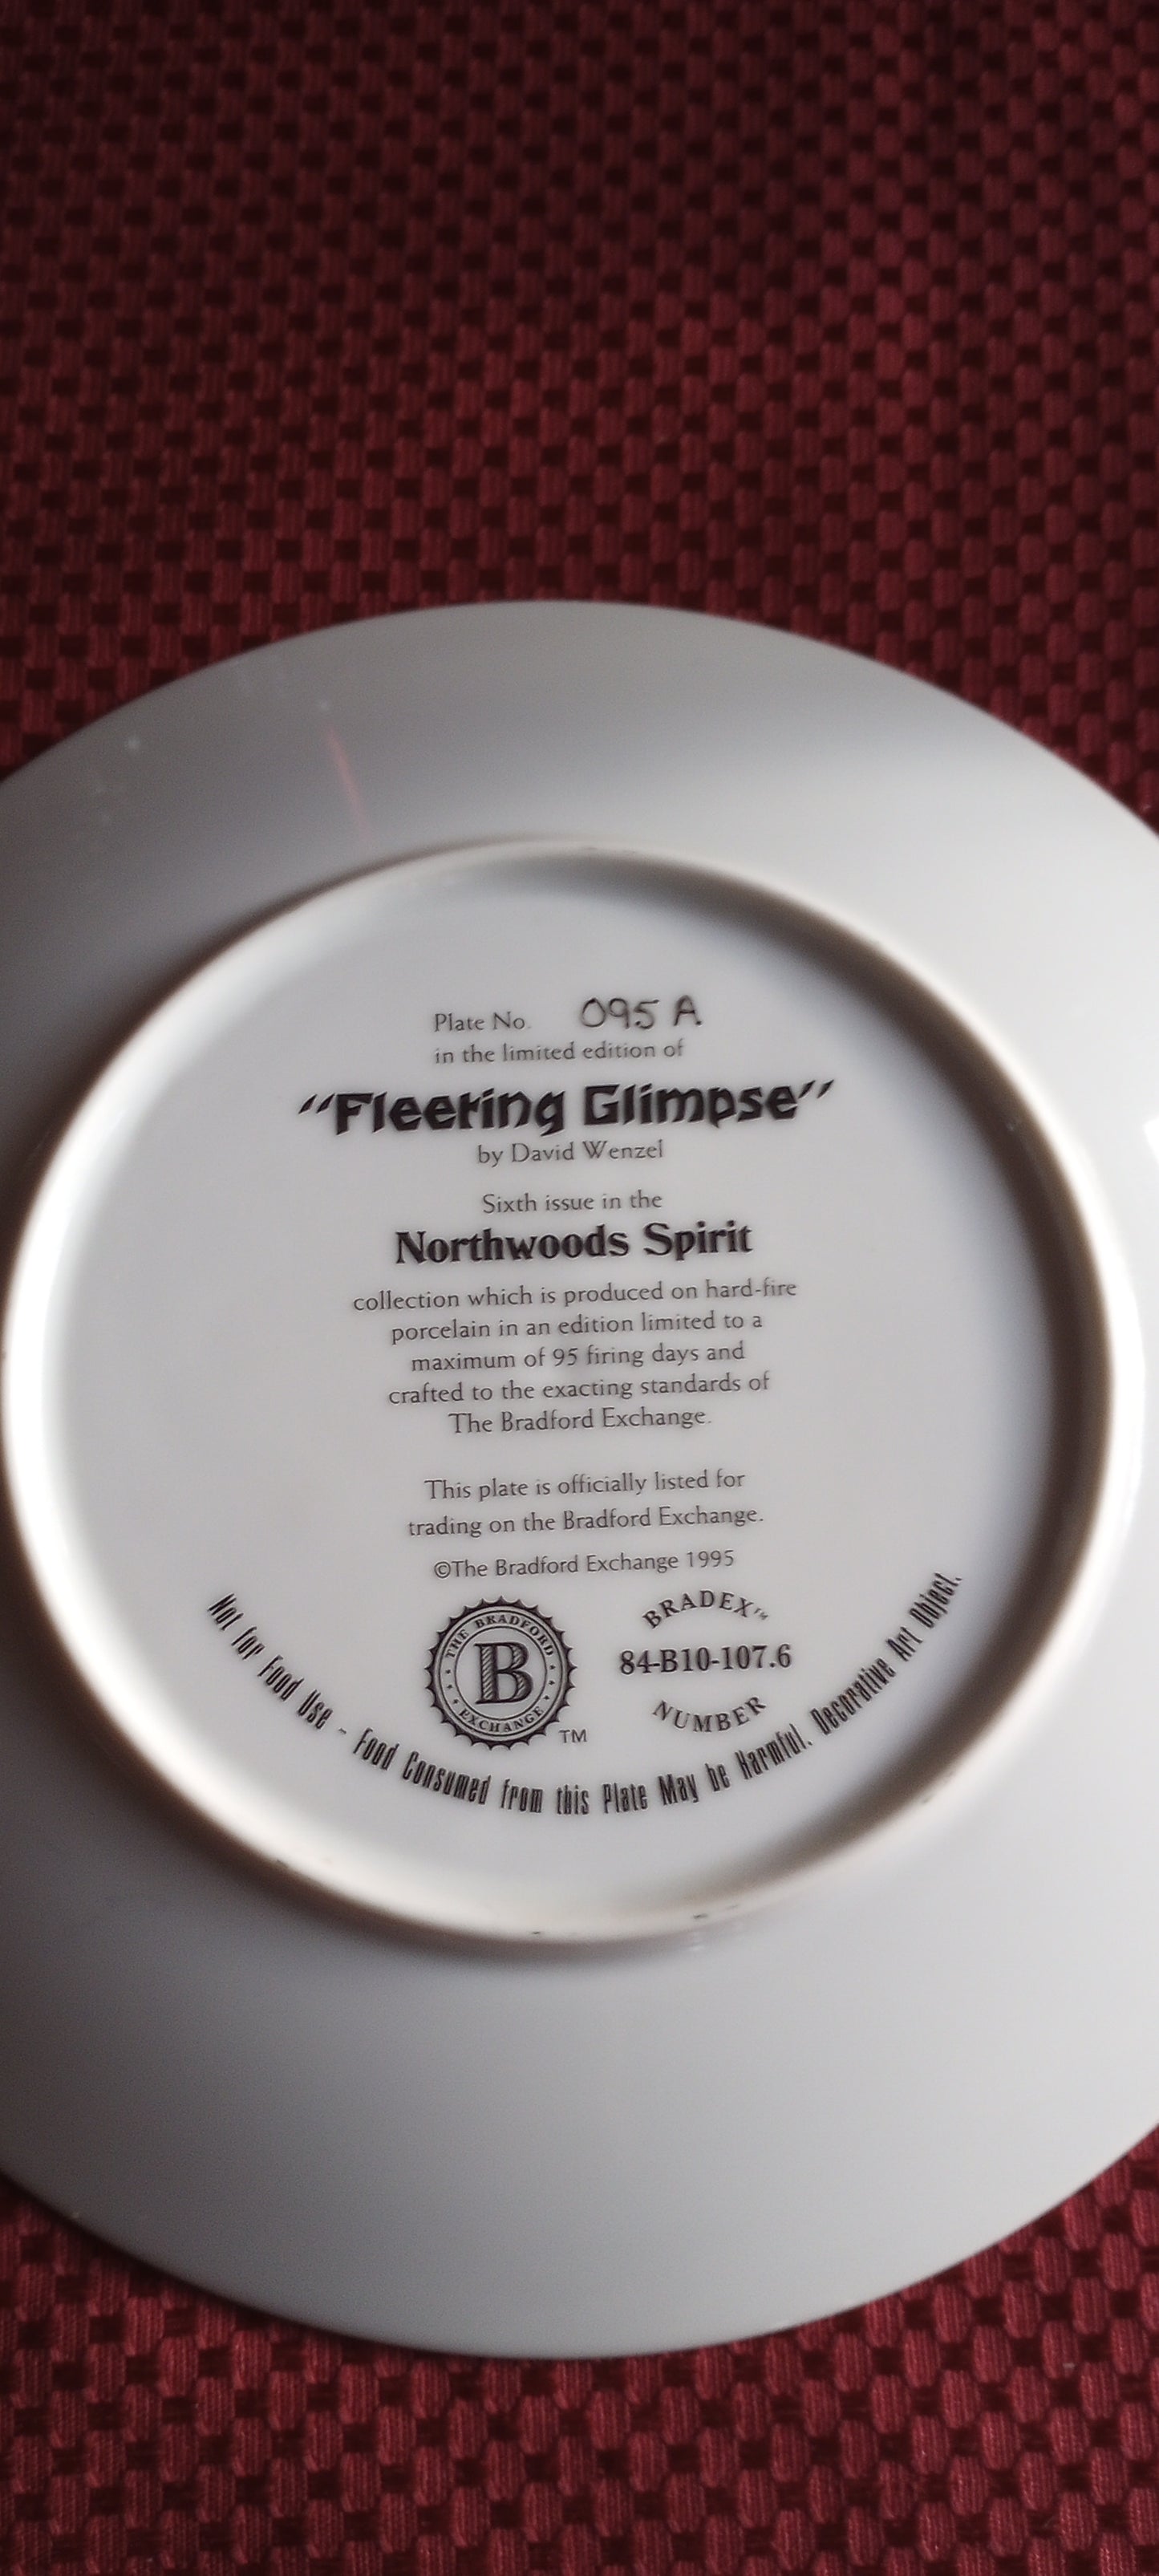 Plate No. 095 A
in the limited edition of
“Fleeting Glimpse”
by David Wenzel
Sixth issue in the
Northwoods Spirit
collection which is produced on hard-fire
porcelain in an edition limited to a
maximum of 95 firing days and
crafted to the exacting standards of
The Bradford Exchange.
This plate is officially listed for
trading on the Bradford Exchange.
©The Bradford Exchange 1995
THE BRADFORD
B
EXCHANGE
TM
BRADEX™
84-B10-107.6
NUMBER
Not for Food Use - Food Consumed from this Plate May be Harmful. Decorative Art Object.